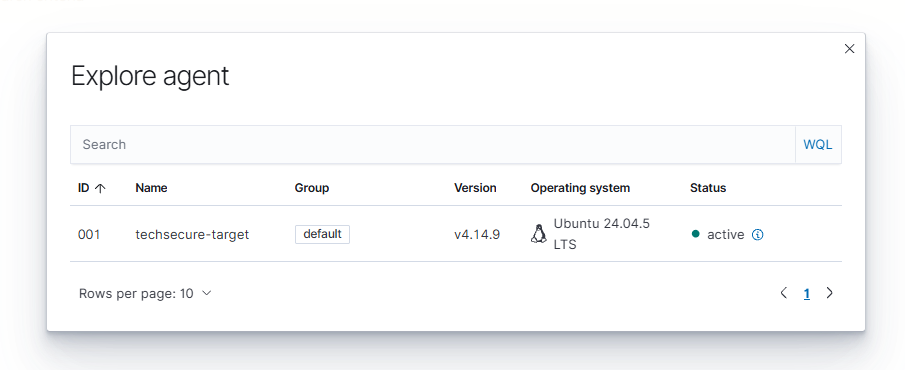 Explore agent
Search WQL
ID Name Group Version Operating system Status
001 techsecure-target default v4.14.9 Ubuntu 24.04.5 LTS active
Rows per page: 10 1